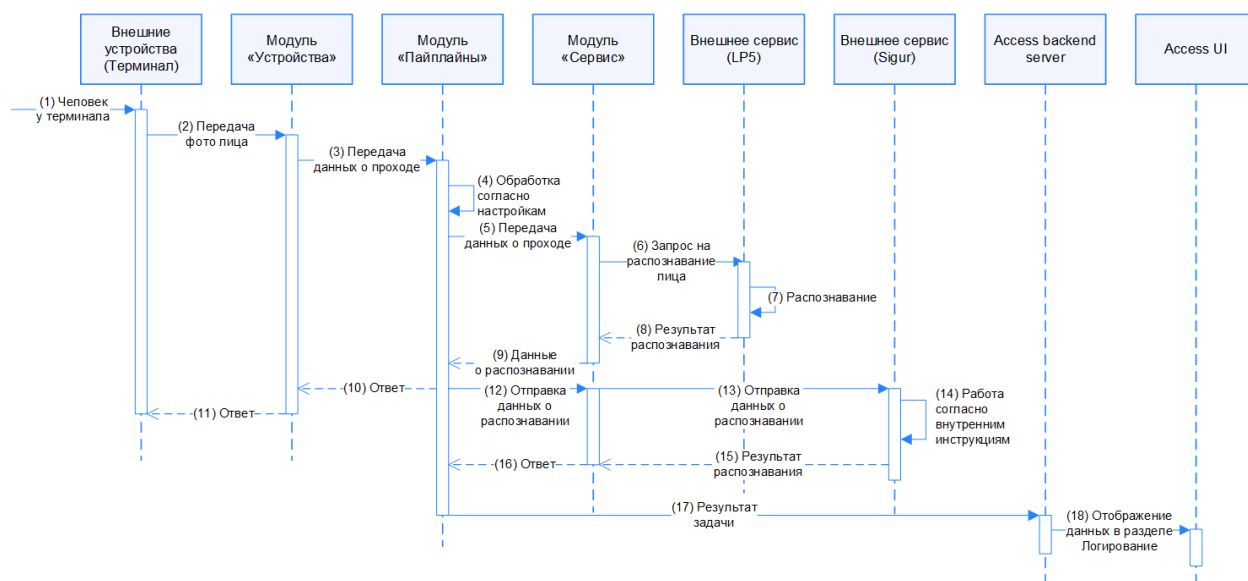 Внешние
устройства
(Терминал)
Модуль
«Устройства»
Модуль
«Пайплайны»
Модуль
«Сервис»
Внешнее сервис
(LP5)
Внешнее сервис
(Sigur)
Access backend
server
Access UI
(1) Человек
у терминала
(2) Передача
фото лица
(3) Передача
данных о проходе
(4) Обработка
согласно
настройкам
(5) Передача
данных о проходе
(6) Запрос на
распознавание
лица
(7) Распознавание
(8) Результат
распознавания
(9) Данные
о распознавании
(10) Ответ
(11) Ответ
(12) Отправка
данных о
распознавании
(13) Отправка
данных о
распознавании
(14) Работа
согласно
внутренним
инструкциям
(15) Результат
распознавания
(16) Ответ
(17) Результат
задачи
(18) Отображение
данных в разделе
Логирование